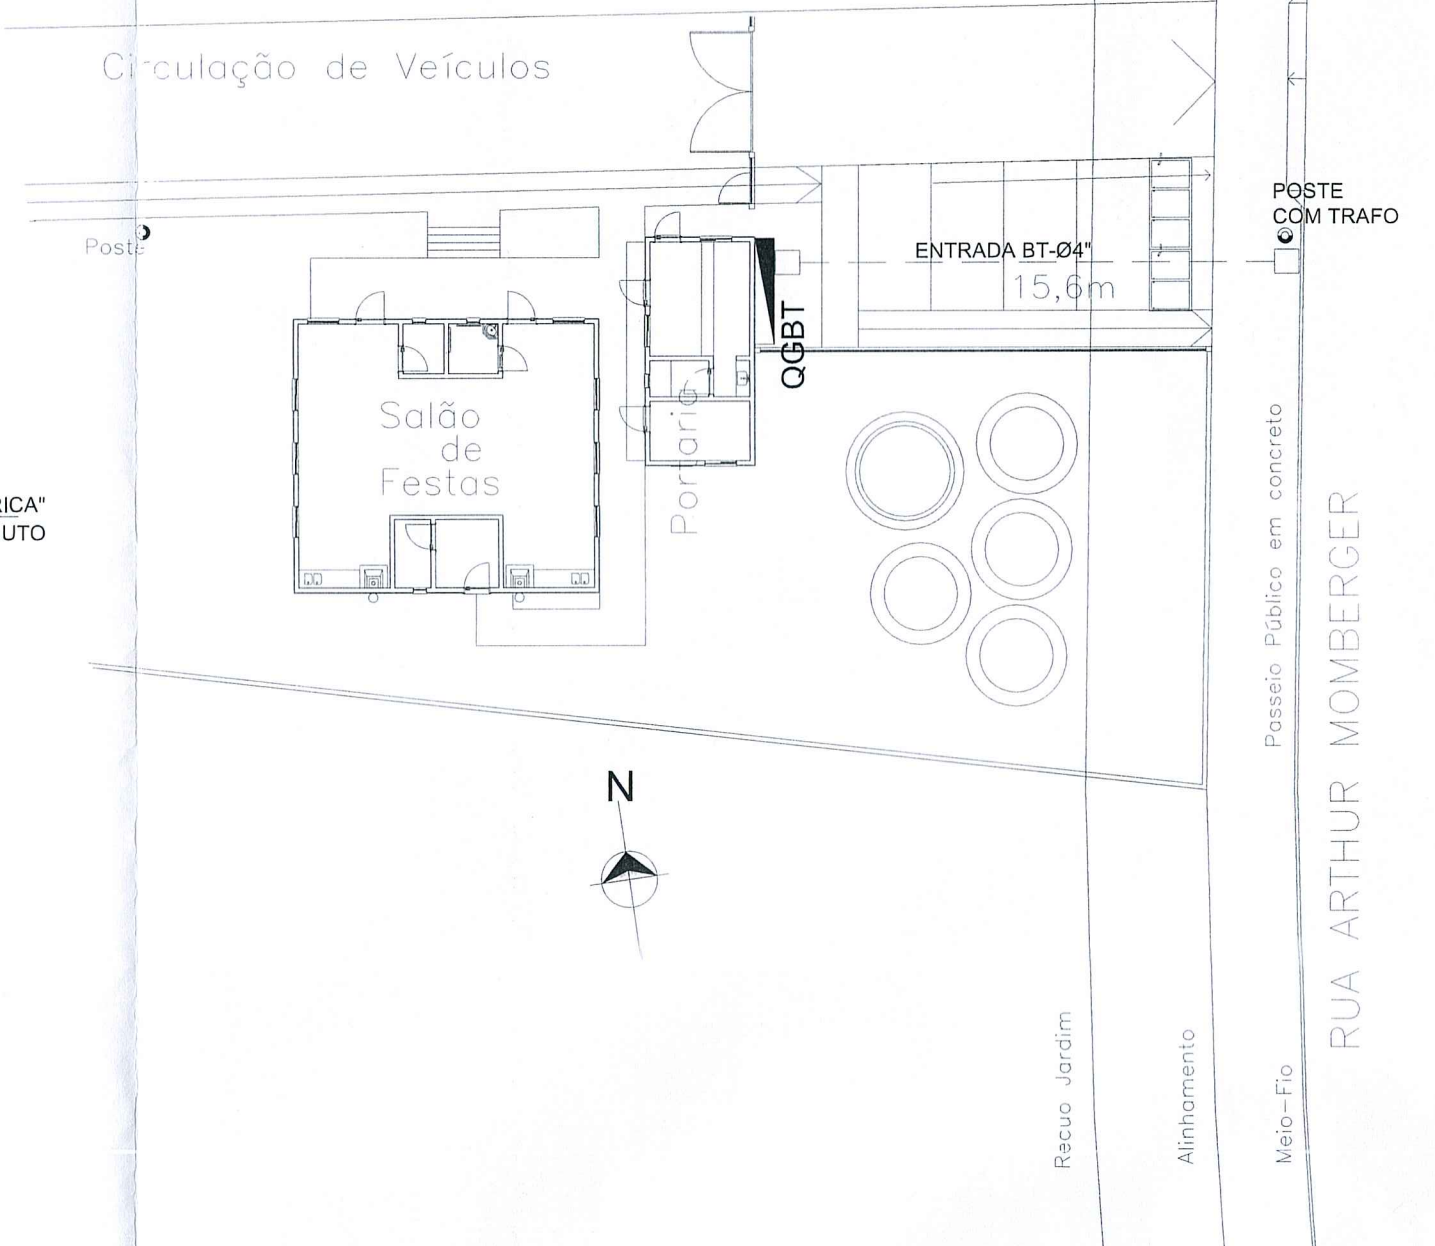 Circulação de Veículos
POSTE
COM TRAFO
Poste
ENTRADA BT-Ø4"
15,6m
QGBT
Salão
de
Festas
Portaria
RICA"
UTO
Passeio Público em concreto
RUA ARTHUR MOMBERGER
N
Recuo Jardim
Alinhamento
Meio-Fio